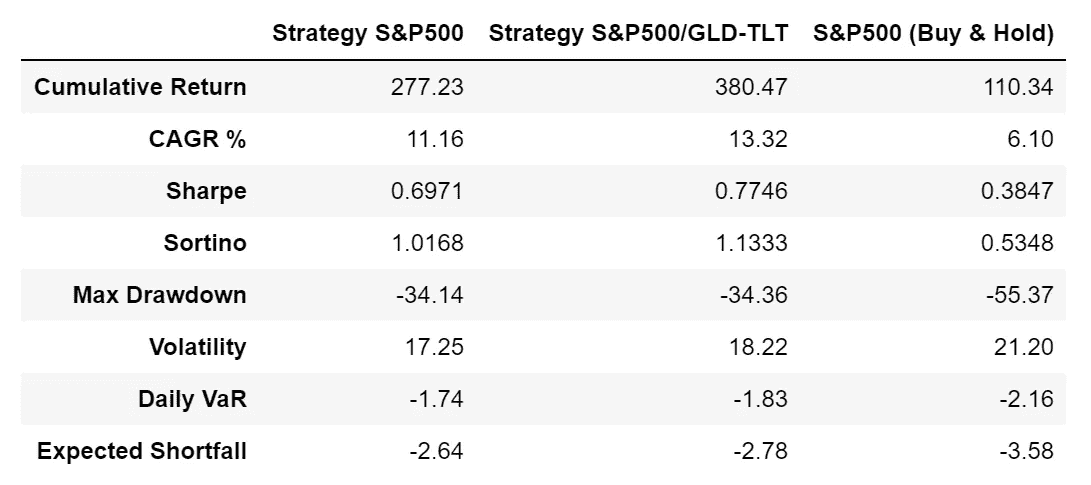 Strategy S&P500 Strategy S&P500/GLD-TLT S&P500 (Buy & Hold)
Cumulative Return 277.23 380.47 110.34
CAGR % 11.16 13.32 6.10
Sharpe 0.6971 0.7746 0.3847
Sortino 1.0168 1.1333 0.5348
Max Drawdown -34.14 -34.36 -55.37
Volatility 17.25 18.22 21.20
Daily VaR -1.74 -1.83 -2.16
Expected Shortfall -2.64 -2.78 -3.58